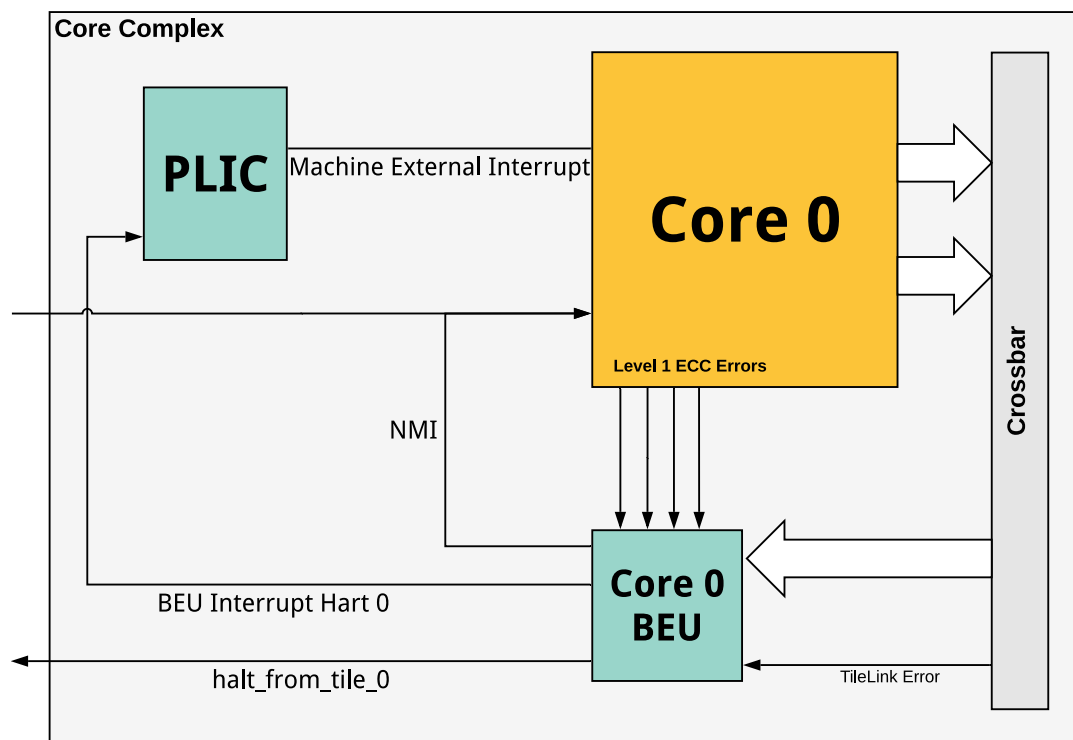 Core Complex
PLIC
Machine External Interrupt
Core 0
Level 1 ECC Errors
Crossbar
NMI
Core 0
BEU
BEU Interrupt Hart 0
halt_from_tile_0
TileLink Error